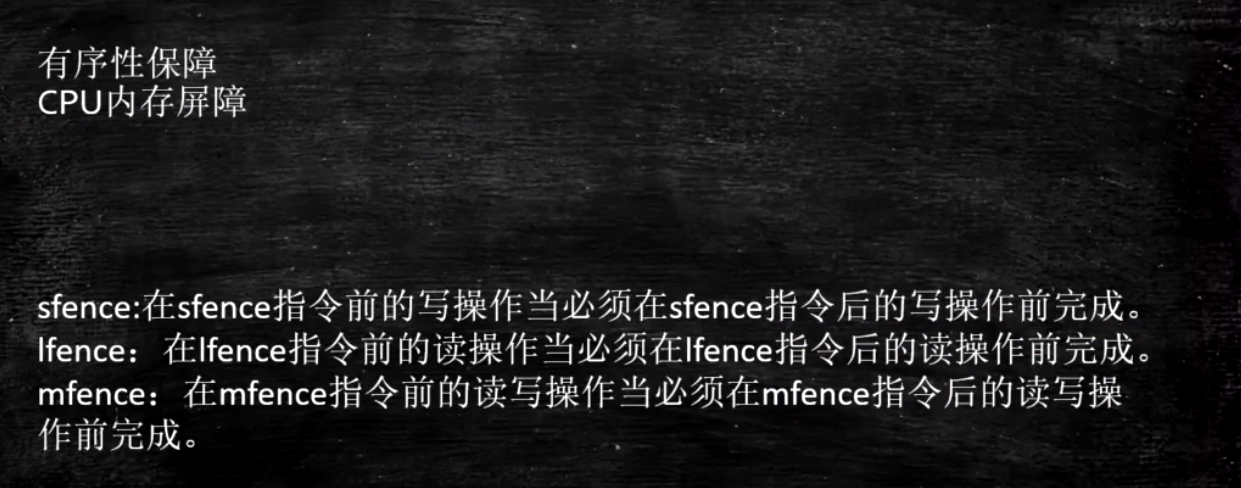 有序性保障
CPU内存屏障
sfence:在sfence指令前的写操作当必须在sfence指令后的写操作前完成。
lfence：在lfence指令前的读操作当必须在lfence指令后的读操作前完成。
mfence：在mfence指令前的读写操作当必须在mfence指令后的读写操
作前完成。